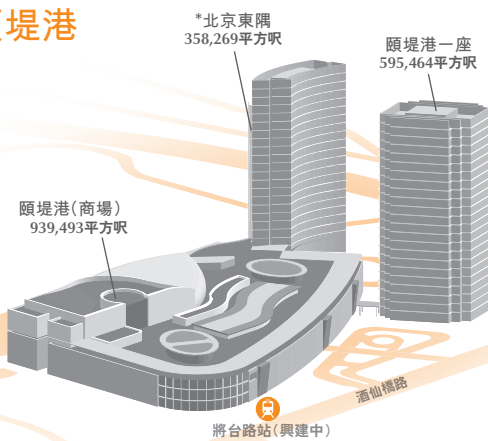 堤港
*北京東隅
358,269平方呎
頤堤港一座
595,464平方呎
頤堤港（商場）
939,493平方呎
酒仙橋路
將台路站（興建中）